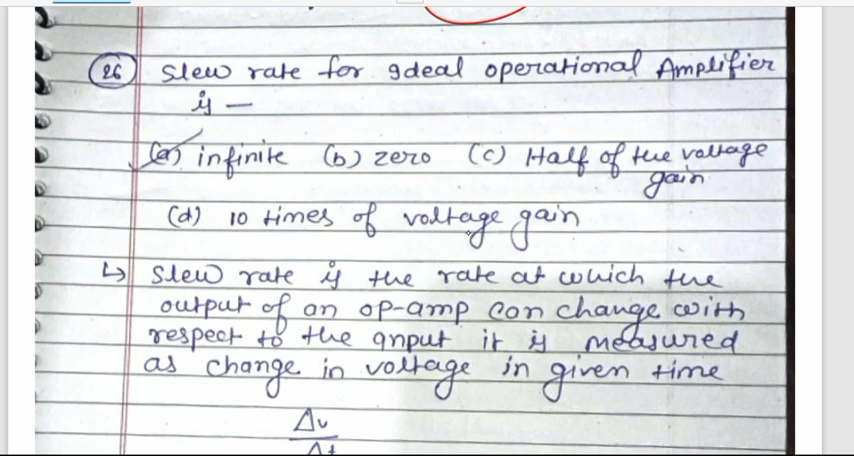 26 Slew rate for Ideal operational Amplifier
is —
(a) infinite (b) zero (c) Half of the voltage
gain
(d) 10 times of voltage gain
↳ Slew rate is the rate at which the
output of an op-amp can change with
respect to the input it is measured
as change in voltage in given time
Δv
Δt